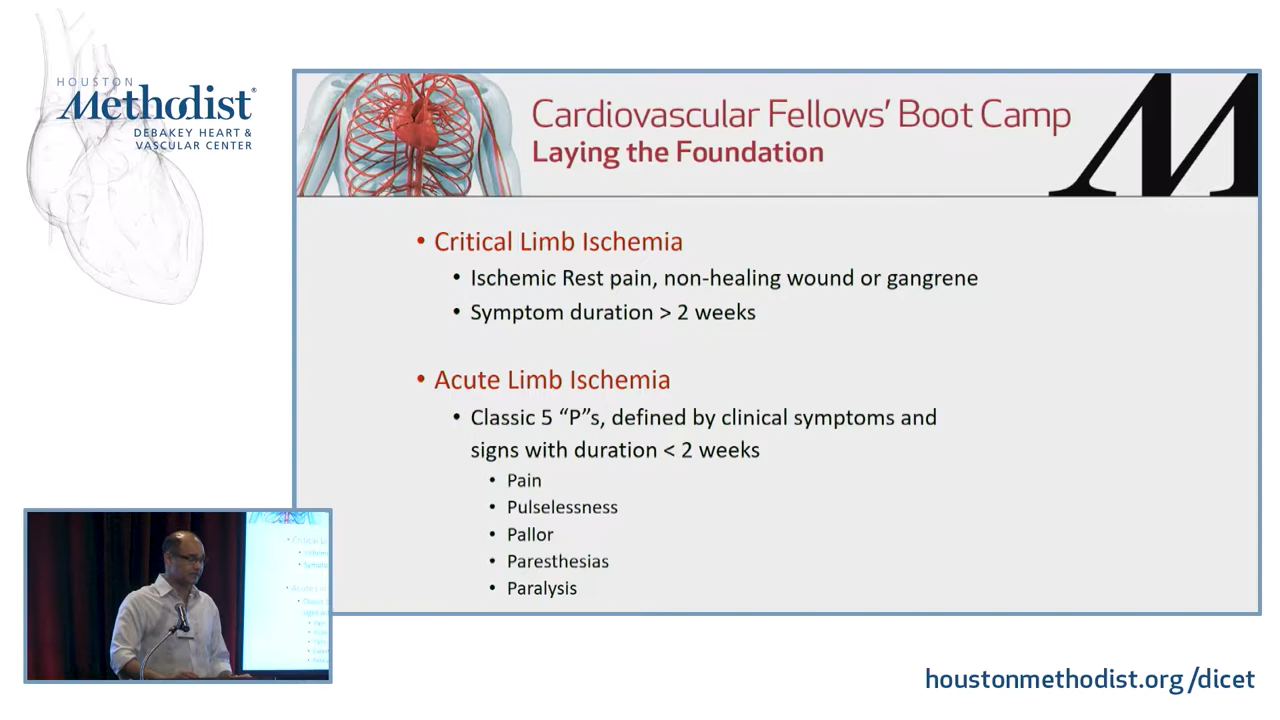 HOUSTON
Methodist®
DEBAKEY HEART &
VASCULAR CENTER
Cardiovascular Fellows' Boot Camp
Laying the Foundation
M
• Critical Limb Ischemia
• Ischemic Rest pain, non-healing wound or gangrene
• Symptom duration > 2 weeks
• Acute Limb Ischemia
• Classic 5 “P”s, defined by clinical symptoms and
signs with duration < 2 weeks
• Pain
• Pulselessness
• Pallor
• Paresthesias
• Paralysis
houstonmethodist.org/dicet